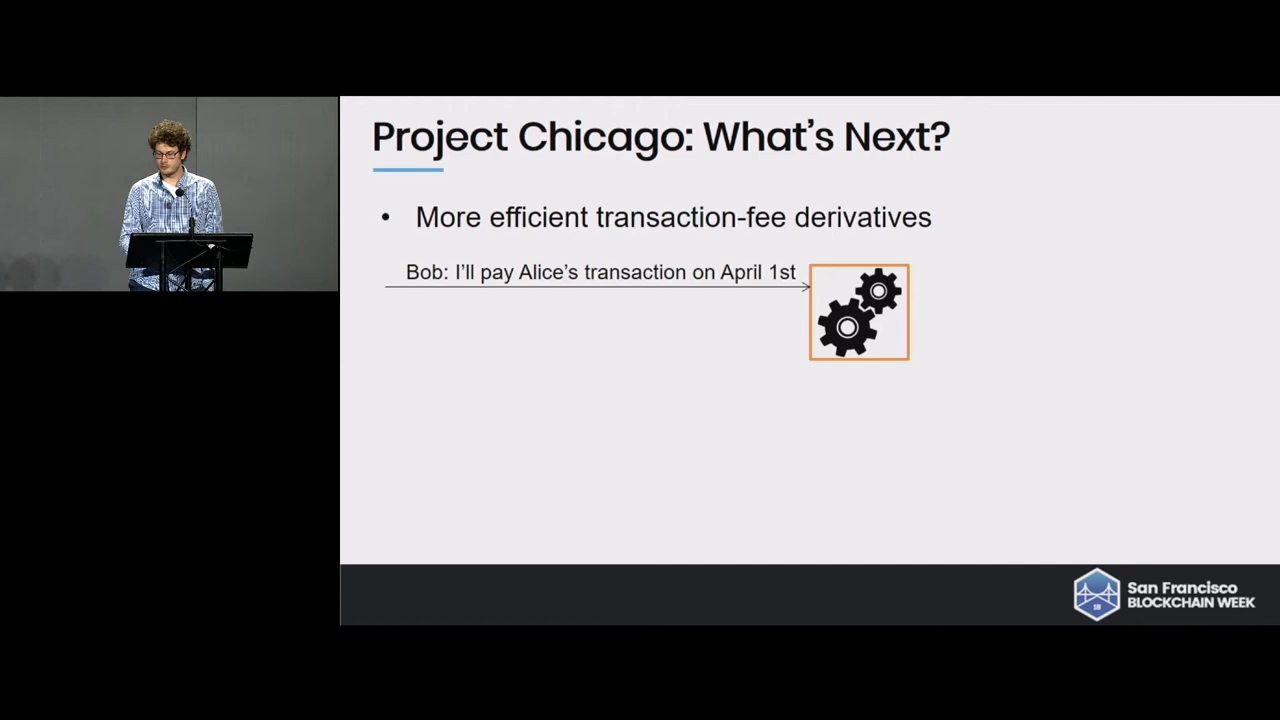 Project Chicago: What's Next?
• More efficient transaction-fee derivatives
Bob: I'll pay Alice's transaction on April 1st
San Francisco
BLOCKCHAIN WEEK